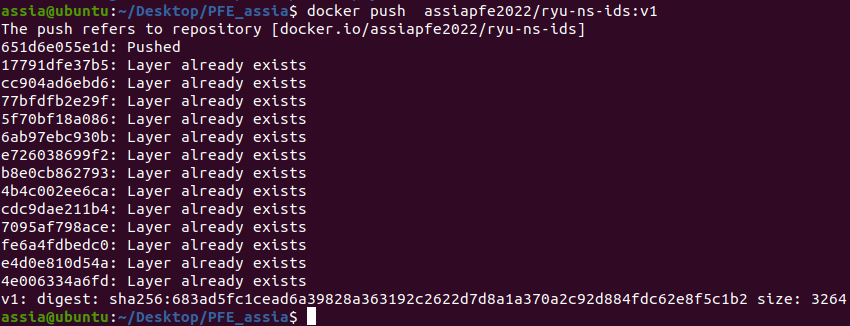 assia@ubuntu:~/Desktop/PFE_assia$ docker push  assiapfe2022/ryu-ns-ids:v1
The push refers to repository [docker.io/assiapfe2022/ryu-ns-ids]
651d6e055e1d: Pushed
17791dfe37b5: Layer already exists
cc904ad6ebd6: Layer already exists
77bfdfb2e29f: Layer already exists
5f70bf18a086: Layer already exists
6ab97ebc930b: Layer already exists
e726038699f2: Layer already exists
b8e0cb862793: Layer already exists
4b4c002ee6ca: Layer already exists
cdc9dae211b4: Layer already exists
7095af798ace: Layer already exists
fe6a4fdbedc0: Layer already exists
e4d0e810d54a: Layer already exists
4e006334a6fd: Layer already exists
v1: digest: sha256:683ad5fc1cead6a39828a363192c2622d7d8a1a370a2c92d884fdc62e8f5c1b2 size: 3264
assia@ubuntu:~/Desktop/PFE_assia$